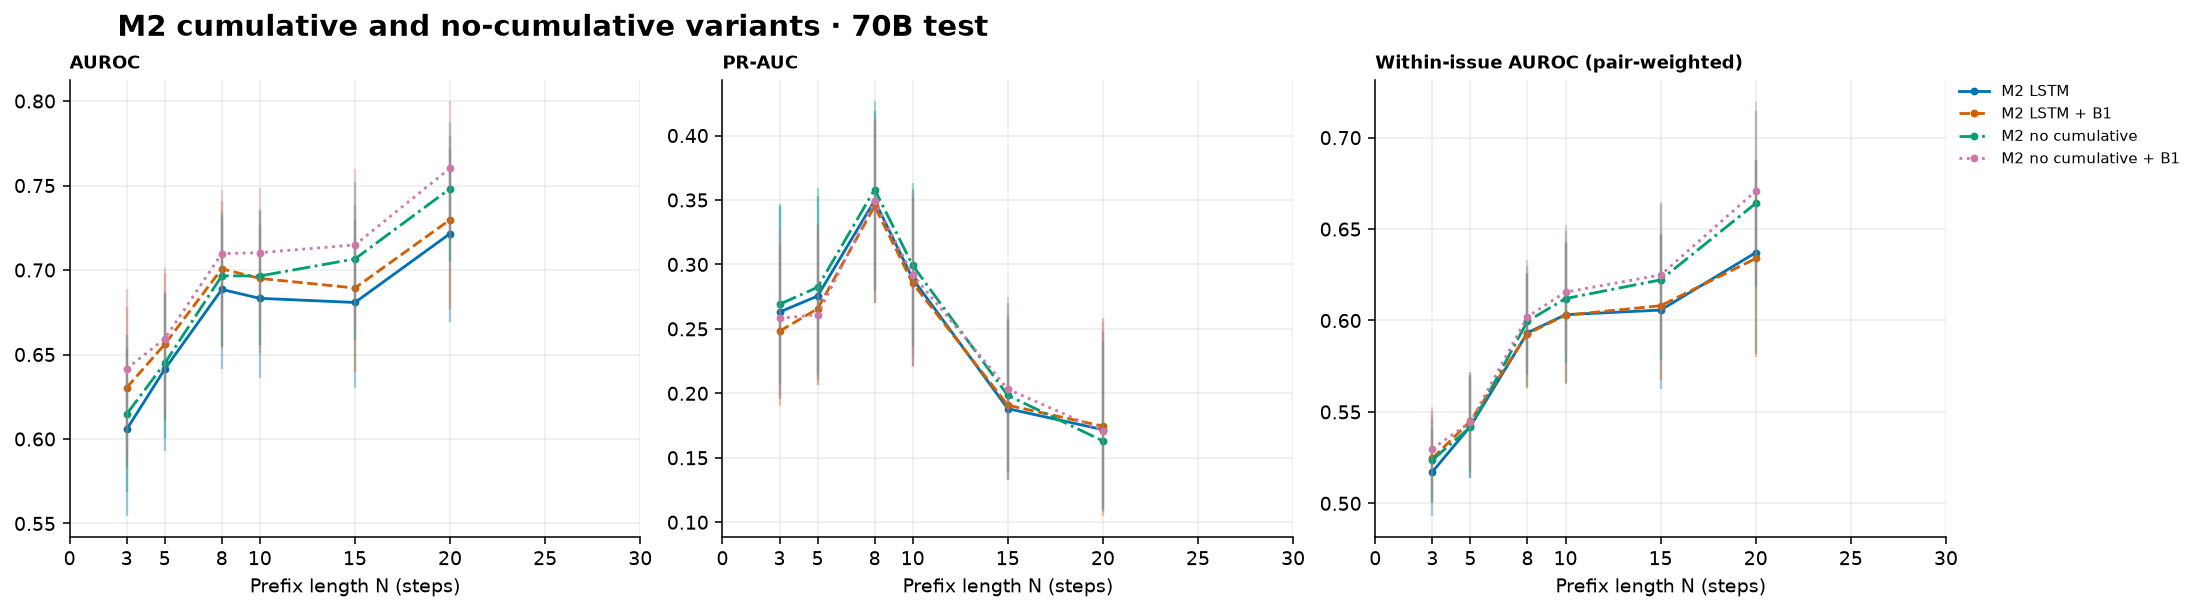 M2 cumulative and no-cumulative variants · 70B test
AUROC
0.80
0.75
0.70
0.65
0.60
0.55
0 3 5 8 10 15 20 25 30
Prefix length N (steps)
PR-AUC
0.40
0.35
0.30
0.25
0.20
0.15
0.10
0 3 5 8 10 15 20 25 30
Prefix length N (steps)
Within-issue AUROC (pair-weighted)
0.70
0.65
0.60
0.55
0.50
0 3 5 8 10 15 20 25 30
Prefix length N (steps)
M2 LSTM
M2 LSTM + B1
M2 no cumulative
M2 no cumulative + B1